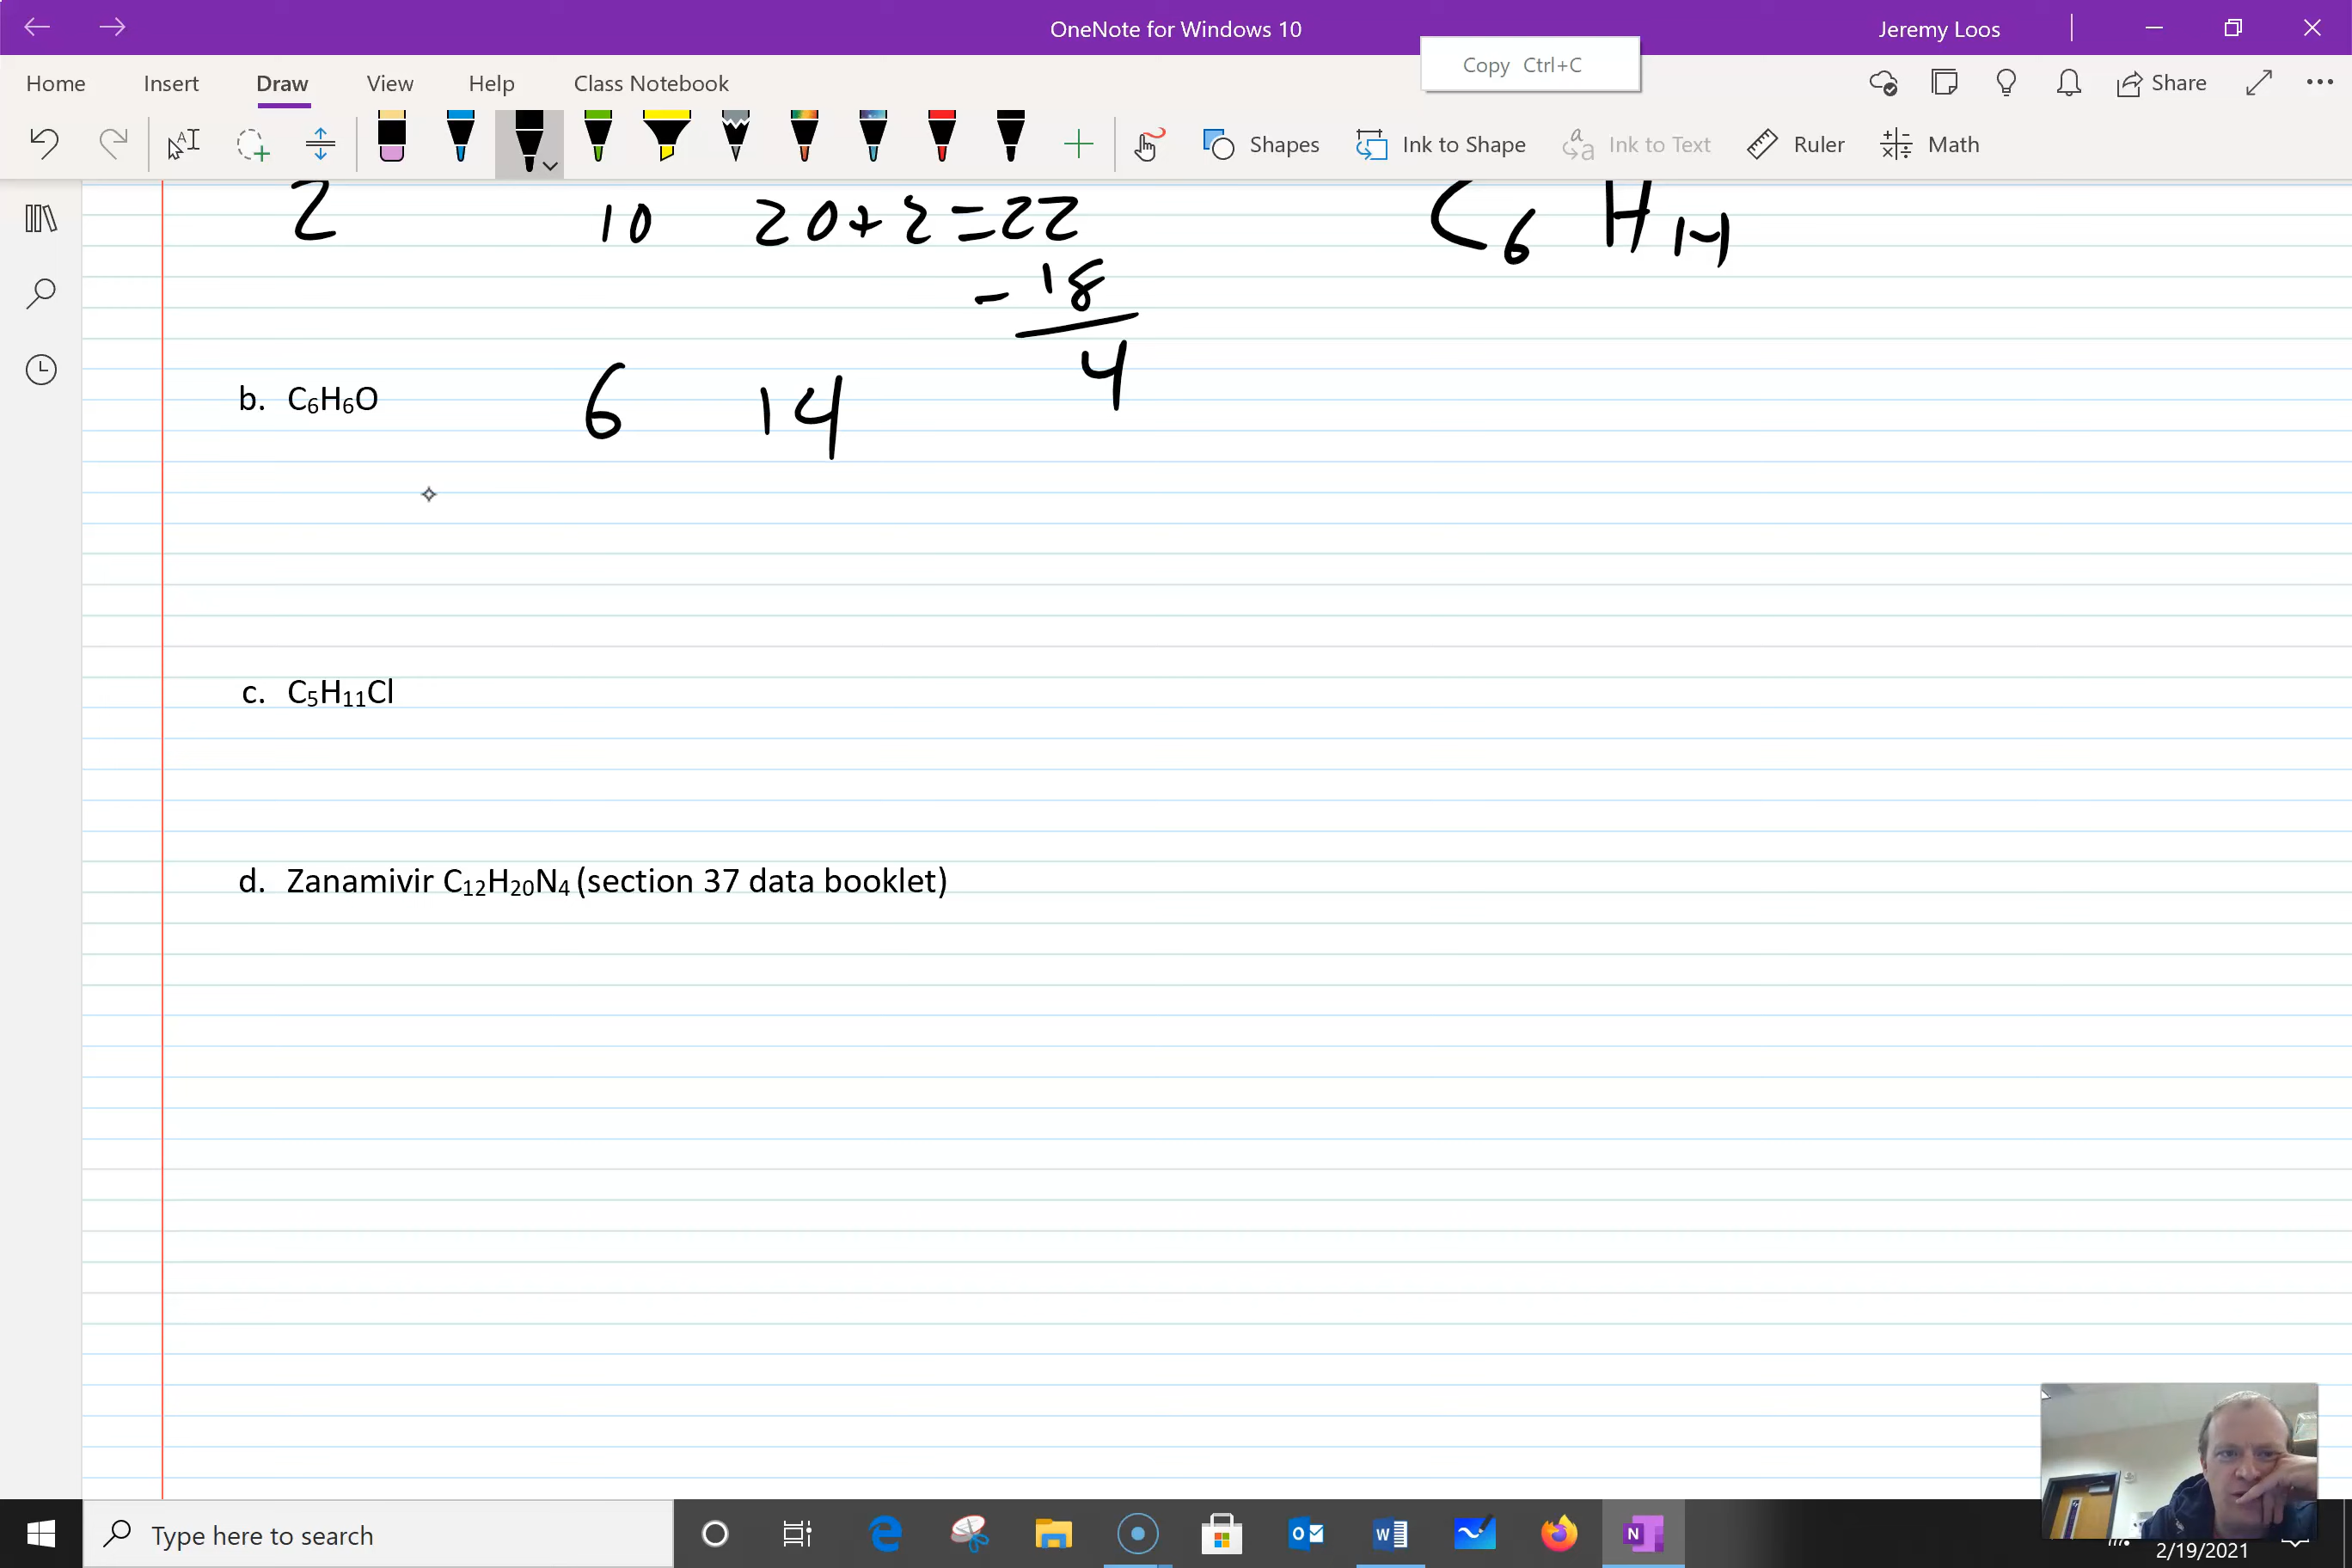 OneNote for Windows 10
Jeremy Loos
Copy Ctrl+C
Home Insert Draw View Help Class Notebook
Share
Shapes Ink to Shape Ink to Text Ruler Math
2 10 20+2=22 C6 H14
-18
4
b. C6H6O 6 14
c. C5H11Cl
d. Zanamivir C12H20N4 (section 37 data booklet)
Type here to search
2/19/2021